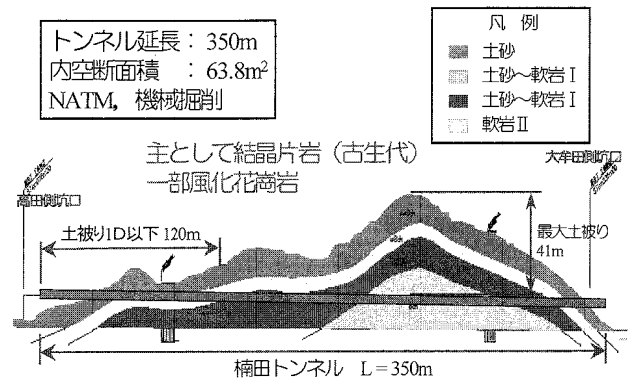 トンネル延長：350m
内空断面積 ：63.8m²
NATM，機械掘削
凡 例
土砂
土砂～軟岩Ⅰ
土砂～軟岩Ⅰ
軟岩Ⅱ
主として結晶片岩（古生代）
一部風化花崗岩
高田側坑口
大牟田側坑口
土被り1D以下 120m
最大土被り
41m
楠田トンネル L＝350m